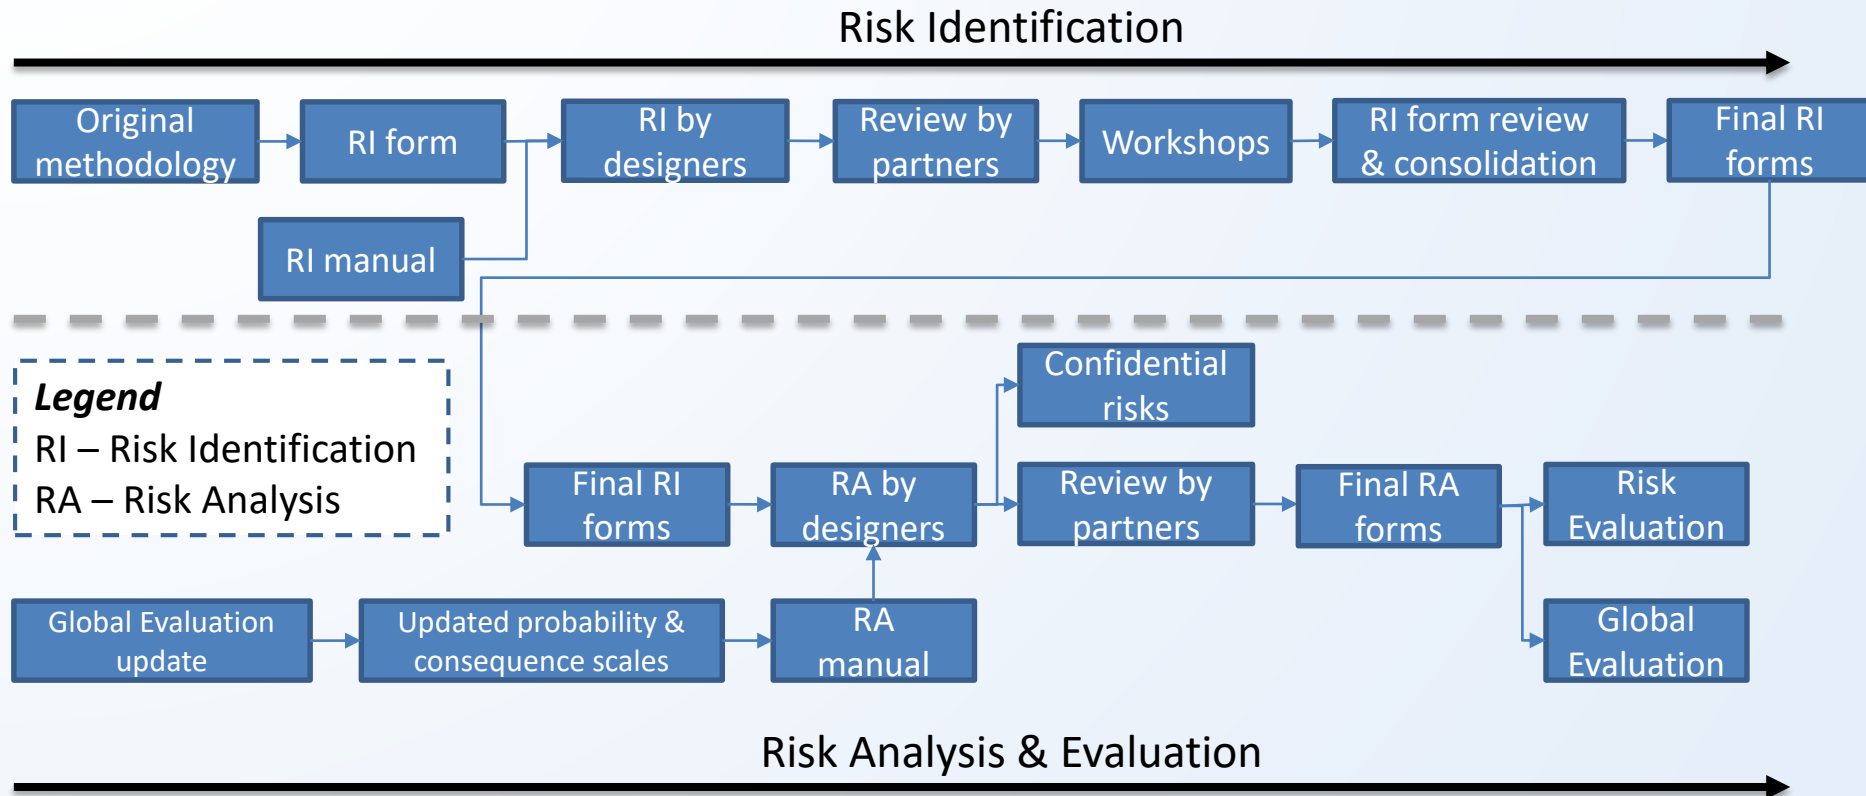 Risk Identification
Original
methodology
RI form
RI by
designers
Review by
partners
Workshops
RI form review
& consolidation
Final RI
forms
RI manual
Legend
RI – Risk Identification
RA – Risk Analysis
Confidential
risks
Final RI
forms
RA by
designers
Review by
partners
Final RA
forms
Risk
Evaluation
Global Evaluation
update
Updated probability &
consequence scales
RA
manual
Global
Evaluation
Risk Analysis & Evaluation